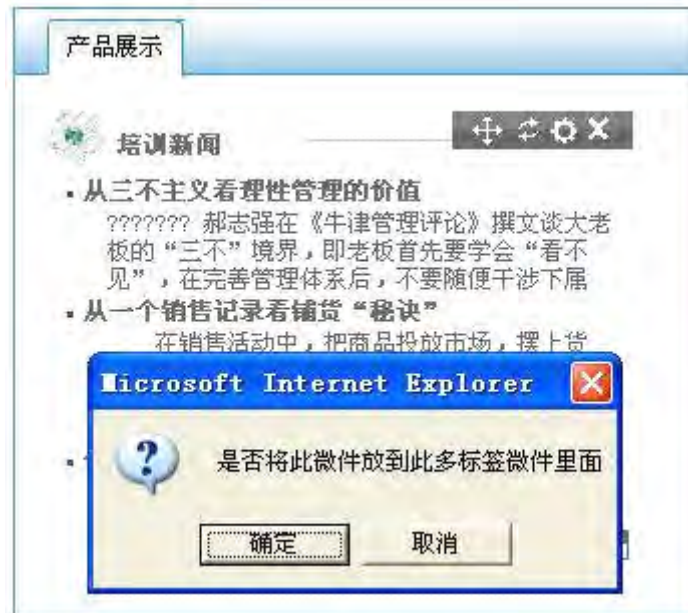 产品展示
培训新闻
从三不主义看理性管理的价值
??????? 郝志强在《牛津管理评论》撰文谈大老
板的“三不”境界，即老板首先要学会“看不
见”，在完善管理体系后，不要随便干涉下属
从一个销售记录看铺货“秘诀”
在销售活动中，把商品投放市场，摆上货
Microsoft Internet Explorer
是否将此微件放到此多标签微件里面
确定
取消